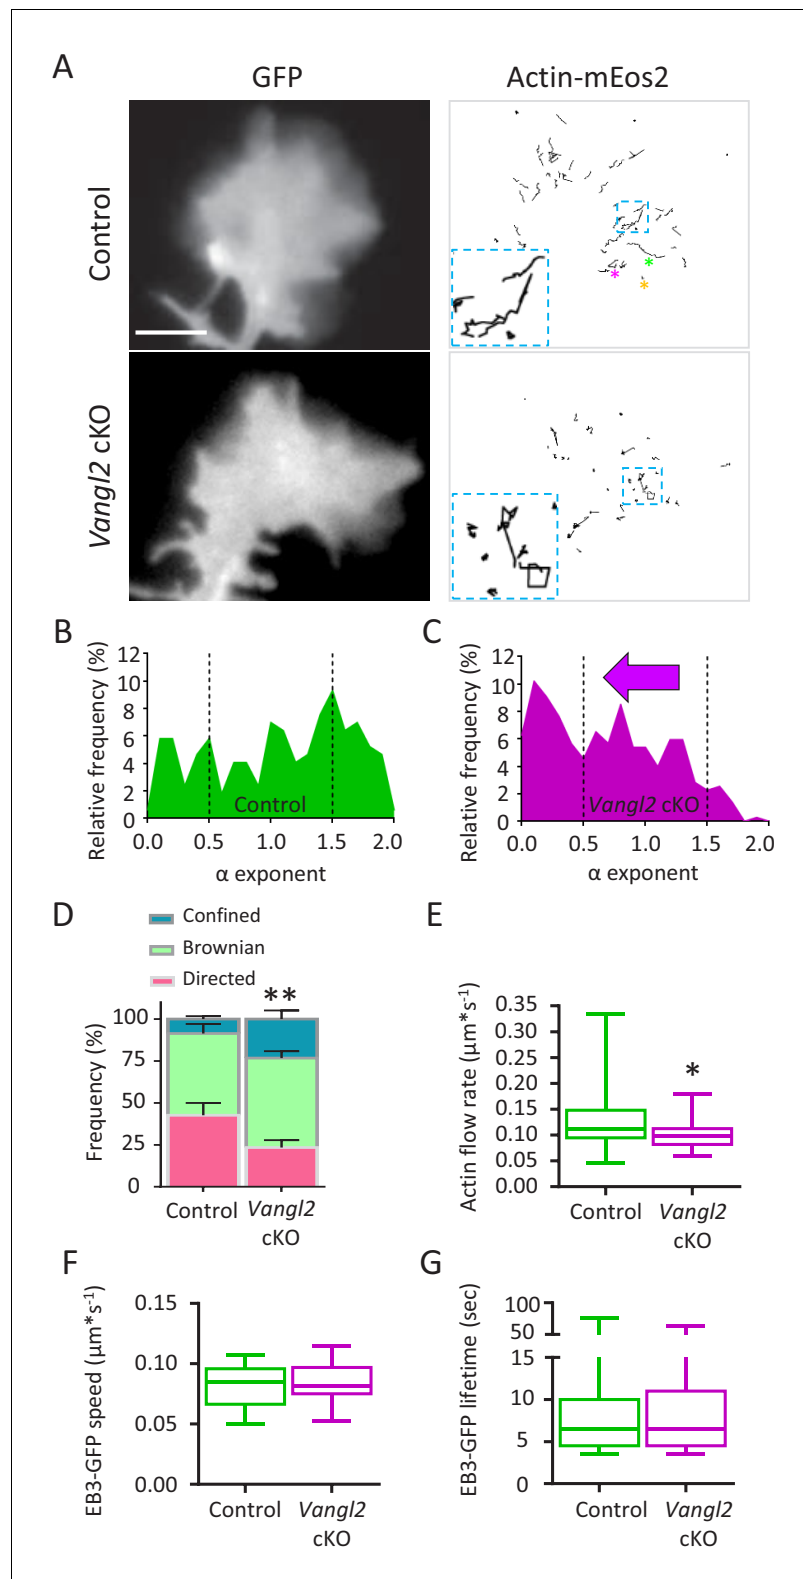 A
GFP
Actin-mEos2
Control
*
*
*
Vangl2 cKO
B
C
Relative frequency (%)
12
10
8
6
4
2
0
Control
0.0
0.5
1.0
1.5
2.0
α exponent
Relative frequency (%)
12
10
8
6
4
2
0
Vangl2 cKO
0.0
0.5
1.0
1.5
2.0
α exponent
D
Confined
Brownian
Directed
**
Frequency (%)
100
75
50
25
0
Control
Vangl2
cKO
E
Actin flow rate (µm*s-1)
0.35
0.30
0.25
0.20
0.15
0.10
0.05
0.00
*
Control
Vangl2
cKO
F
EB3-GFP speed (µm*s-1)
0.15
0.10
0.05
0.00
Control
Vangl2
cKO
G
EB3-GFP lifetime (sec)
100
50
15
10
5
0
Control
Vangl2
cKO